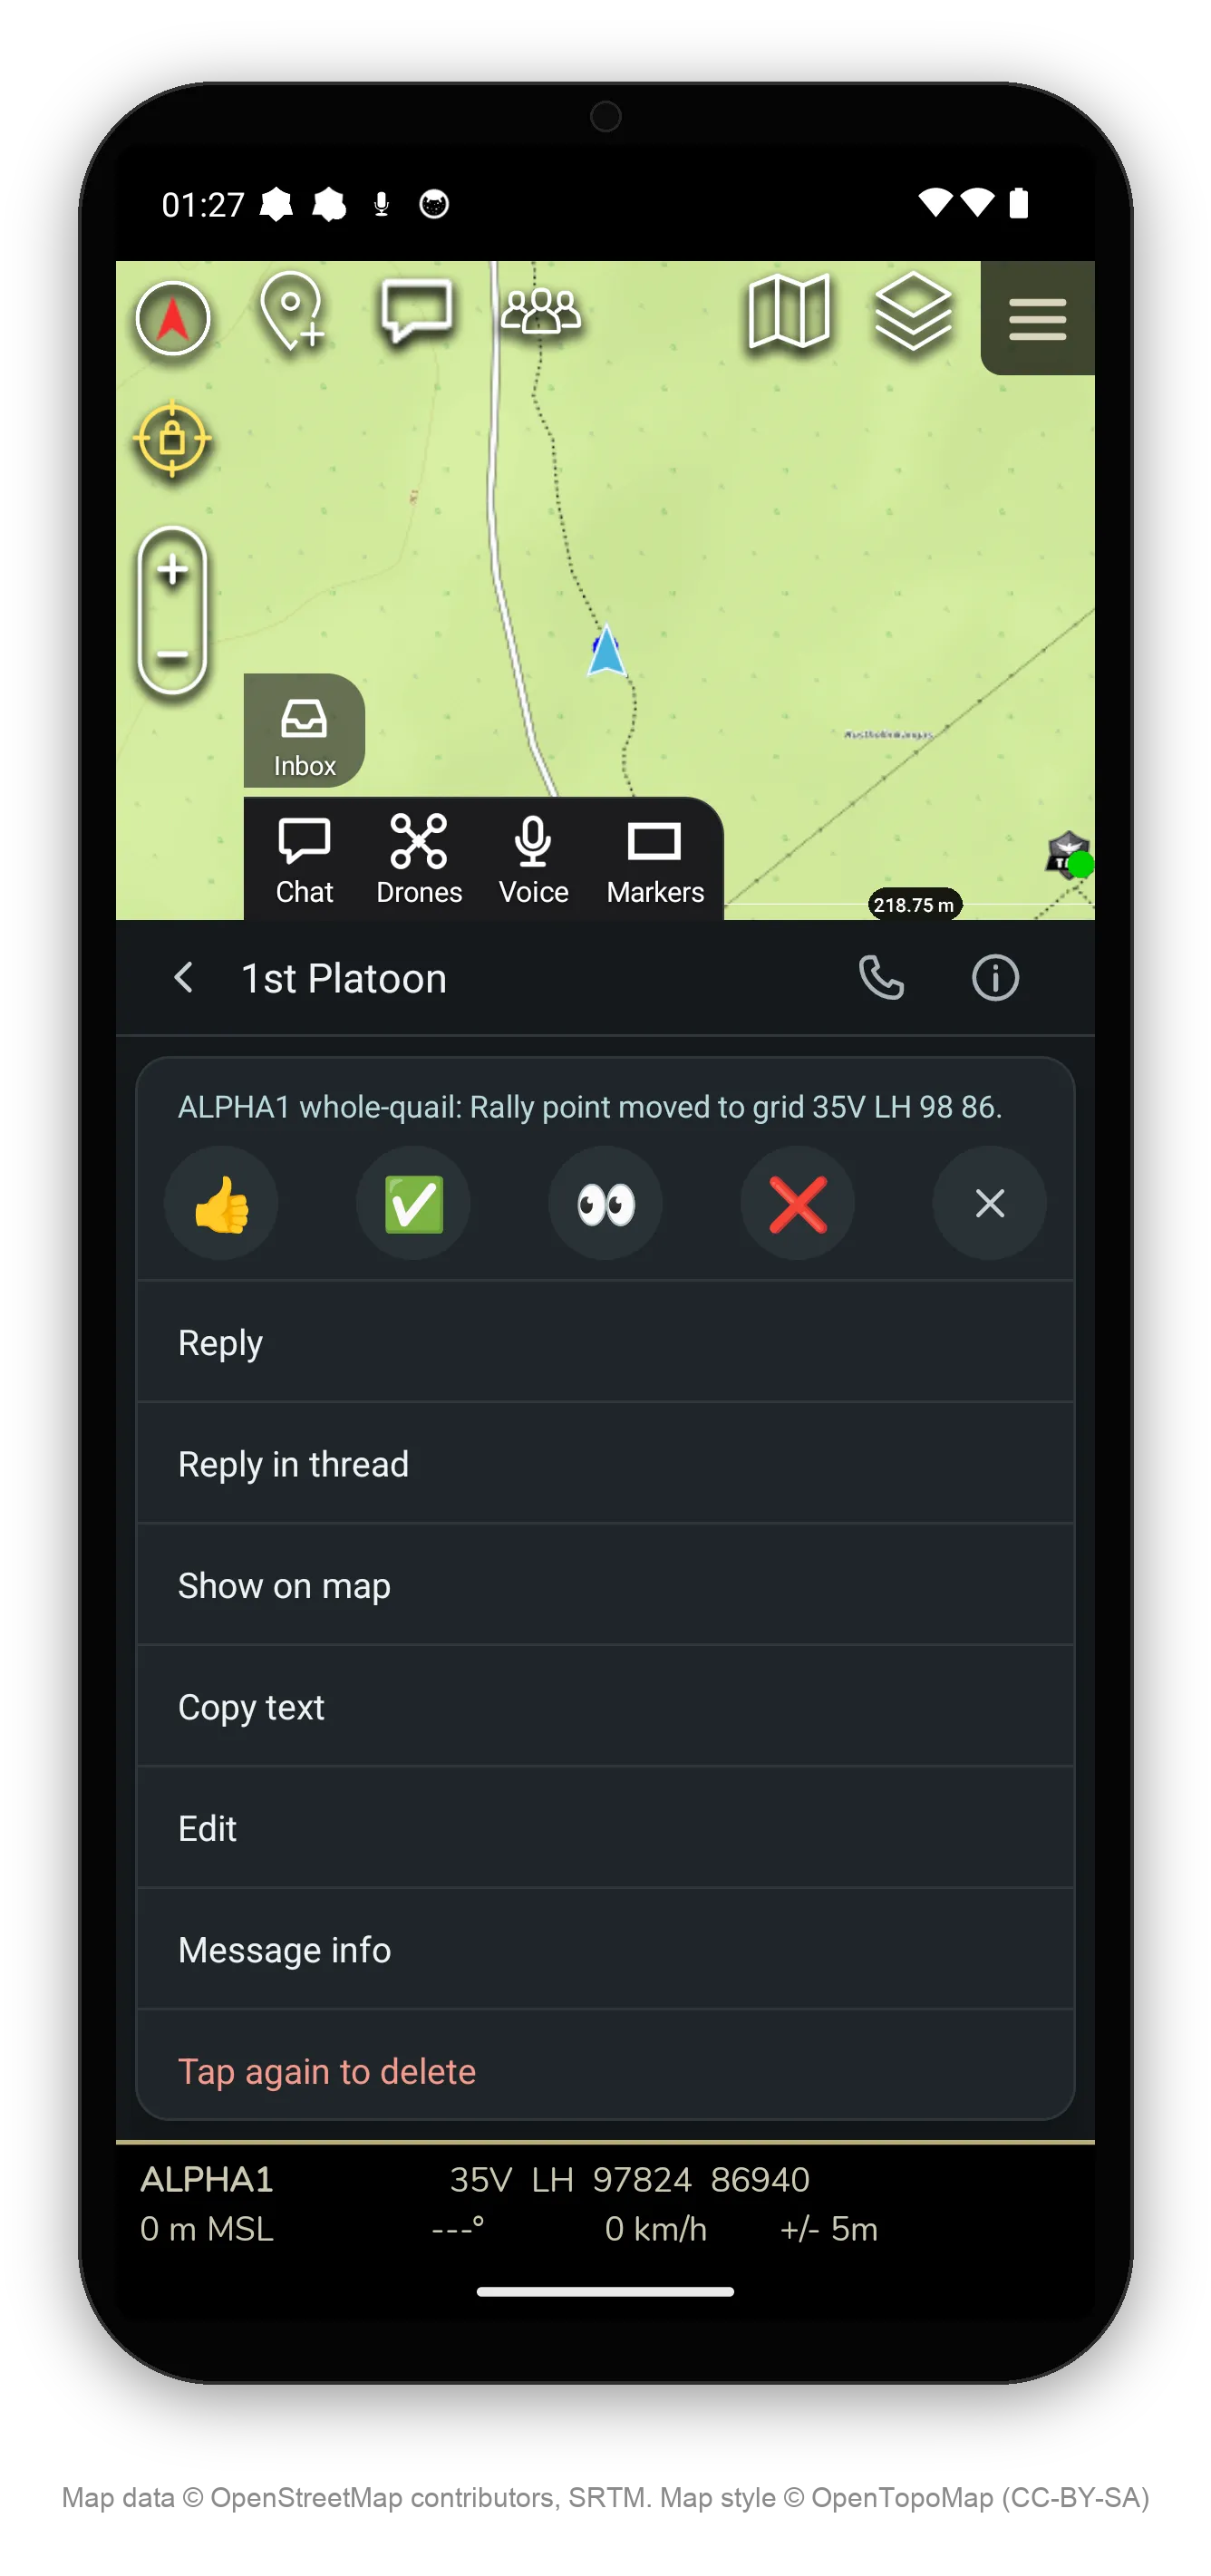 01:27
Inbox
Chat
Drones
Voice
Markers
218.75 m
1st Platoon
ALPHA1 whole-quail: Rally point moved to grid 35V LH 98 86.
Reply
Reply in thread
Show on map
Copy text
Edit
Message info
Tap again to delete
ALPHA1 35V LH 97824 86940
0 m MSL ---° 0 km/h +/- 5m
Map data © OpenStreetMap contributors, SRTM. Map style © OpenTopoMap (CC-BY-SA)